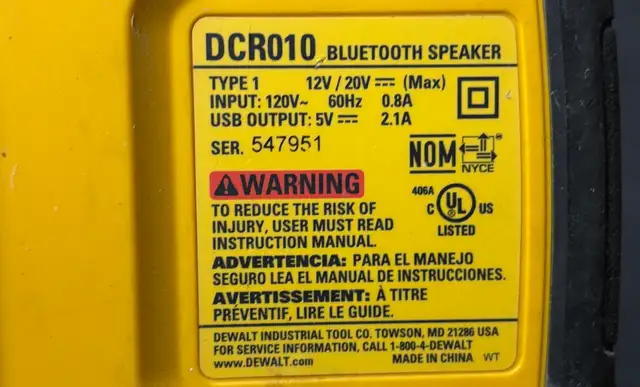 DCR010 BLUETOOTH SPEAKER
TYPE 1 12V / 20V ⎓ (Max)
INPUT: 120V~ 60Hz 0.8A
USB OUTPUT: 5V ⎓ 2.1A
SER. 547951
NOM NYCE
WARNING
406A
C UL US
LISTED
TO REDUCE THE RISK OF
INJURY, USER MUST READ
INSTRUCTION MANUAL.
ADVERTENCIA: PARA EL MANEJO
SEGURO LEA EL MANUAL DE INSTRUCCIONES.
AVERTISSEMENT: À TITRE
PRÉVENTIF, LIRE LE GUIDE.
DEWALT INDUSTRIAL TOOL CO. TOWSON, MD 21286 USA
FOR SERVICE INFORMATION, CALL 1-800-4-DEWALT
www.DEWALT.com MADE IN CHINA WT